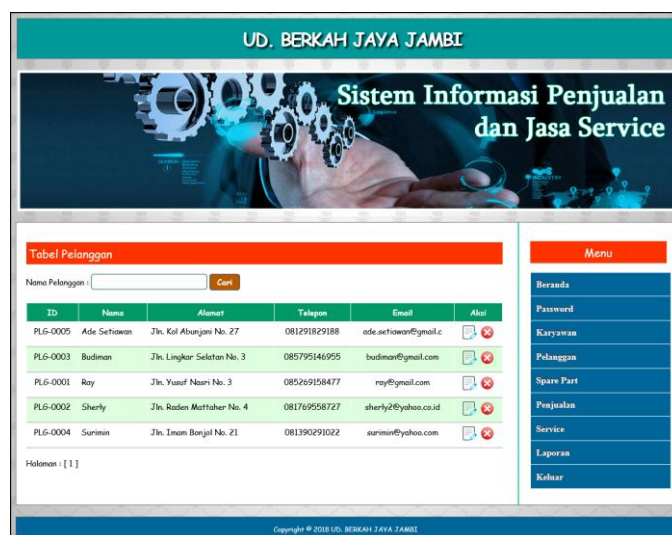 UD. BERKAH JAYA JAMBI
Sistem Informasi Penjualan
dan Jasa Service
Tabel Pelanggan
Nama Pelanggan : Cari
ID Nama Alamat Telepon Email Aksi
PLG-0005 Ade Setiawan Jln. Kol Abunjani No. 27 081291829188 ade.setiawan@gmail.c
PLG-0003 Budiman Jln. Lingkar Selatan No. 3 085795146955 budiman@gmail.com
PLG-0001 Ray Jln. Yusuf Nasri No. 3 085269158477 ray@gmail.com
PLG-0002 Sherly Jln. Raden Mattaher No. 4 081769558727 sherly2@yahoo.co.id
PLG-0004 Surimin Jln. Imam Bonjol No. 21 081390291022 surimin@yahoo.com
Halaman : [ 1 ]
Menu
Beranda
Password
Karyawan
Pelanggan
Spare Part
Penjualan
Service
Laporan
Keluar
Copyright © 2018 UD. BERKAH JAYA JAMBI